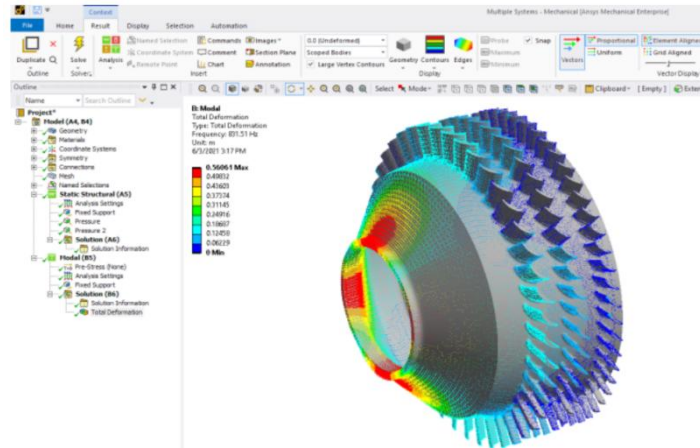 Context
Multiple Systems - Mechanical [Ansys Mechanical Enterprise]
File Home Result Display Selection Automation
Duplicate
Outline
Solve
Solver
Analysis
Named Selection
Coordinate System
Remote Point
Commands
Comment
Chart
Images
Section Plane
Annotation
Insert
0.0 (Undeformed)
Scoped Bodies
Large Vertex Contours
Geometry
Contours
Edges
Display
Probe
Maximum
Minimum
Snap
Vectors
Proportional
Uniform
Element Aligned
Grid Aligned
Vector Display
Outline
Name Search Outline
Select Mode Clipboard [Empty]
Project*
Model (A4, B4)
Geometry
Materials
Coordinate Systems
Symmetry
Connections
Mesh
Named Selections
Static Structural (A5)
Analysis Settings
Fixed Support
Pressure
Pressure 2
Solution (A6)
Solution Information
Modal (B5)
Pre-Stress (None)
Analysis Settings
Fixed Support
Solution (B6)
Solution Information
Total Deformation
B: Modal
Total Deformation
Type: Total Deformation
Frequency: 831.51 Hz
Unit: m
6/3/2021 3:17 PM
0.56061 Max
0.49832
0.43603
0.37374
0.31145
0.24916
0.18687
0.12458
0.06229
0 Min